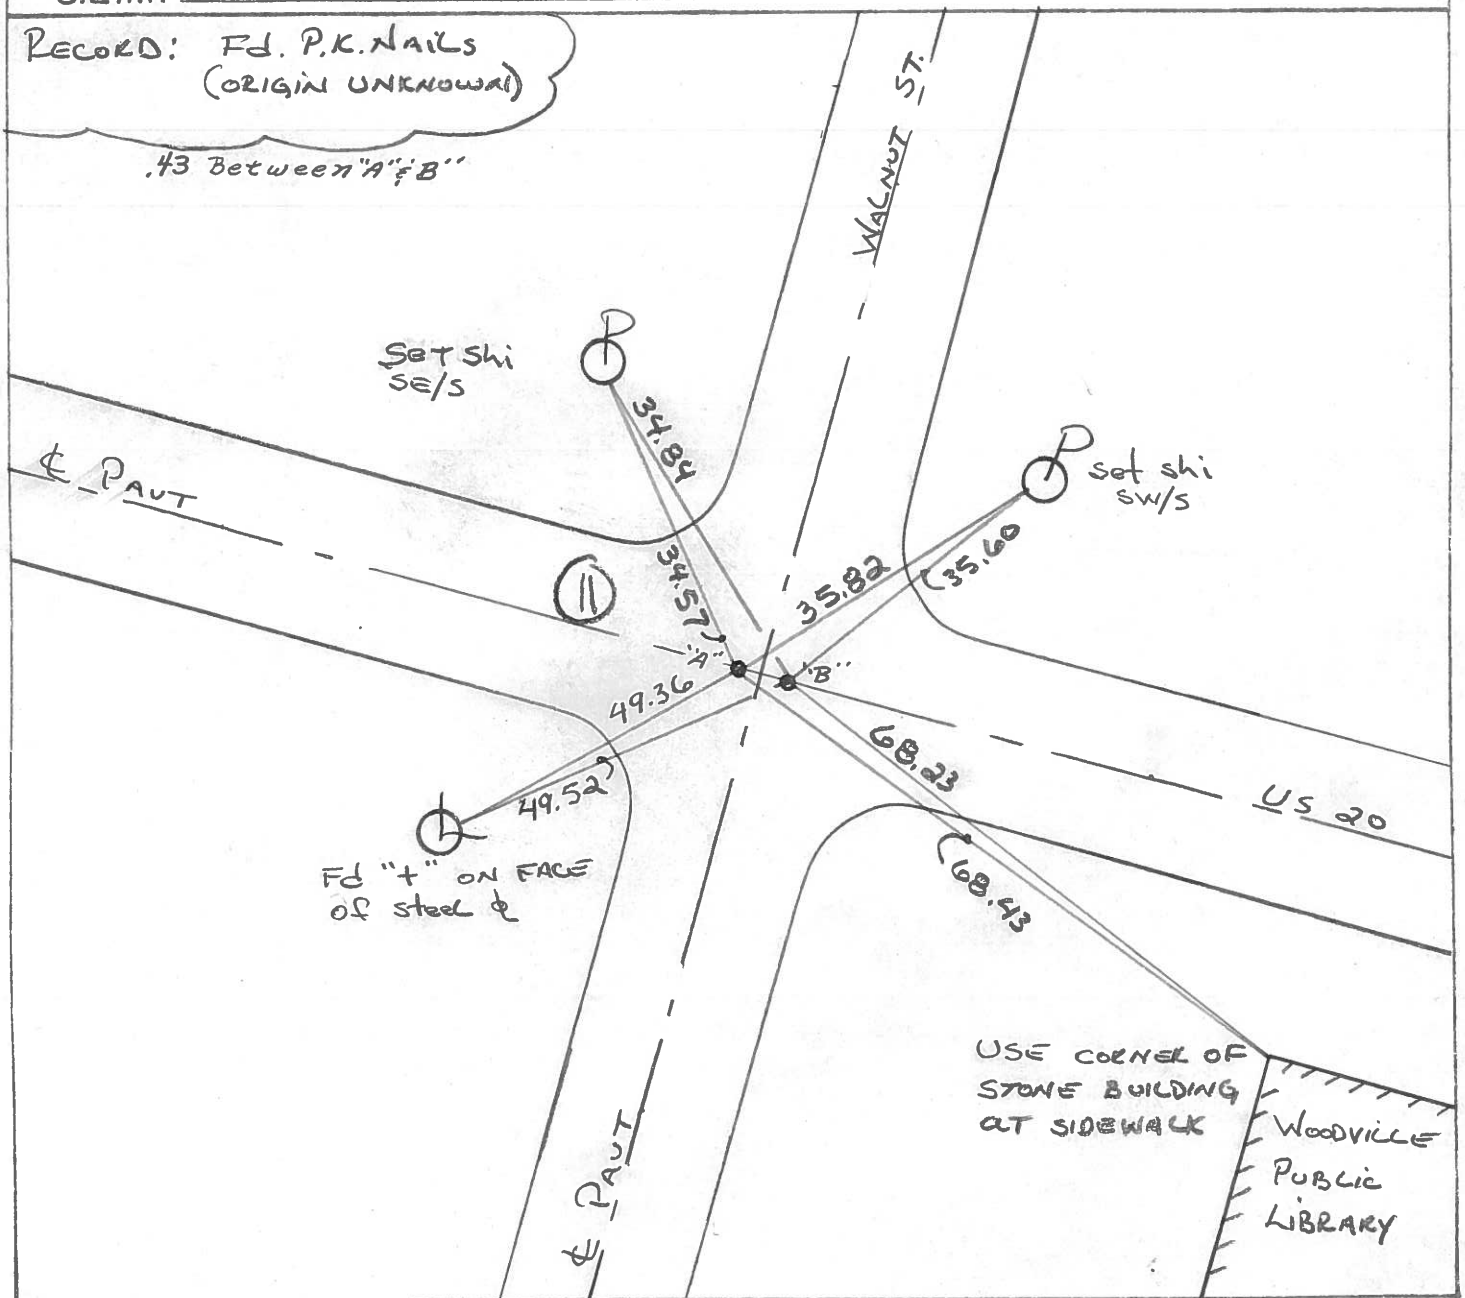 RECORD: Fd. P.K. NAILS
(ORIGIN UNKNOWN)
.43 Between "A" & "B"
WALNUT ST.
P
Set Shi
SE/S
34.84
P
set shi
SW/S
℄ PAVT
11
34.57
35.82
35.60
"A"
"B"
49.36
49.52
68.23
68.43
US 20
Fd "+" ON FACE
OF steel
USE CORNER OF
STONE BUILDING
AT SIDEWALK
WOODVILLE
PUBLIC
LIBRARY
℄ PAVT